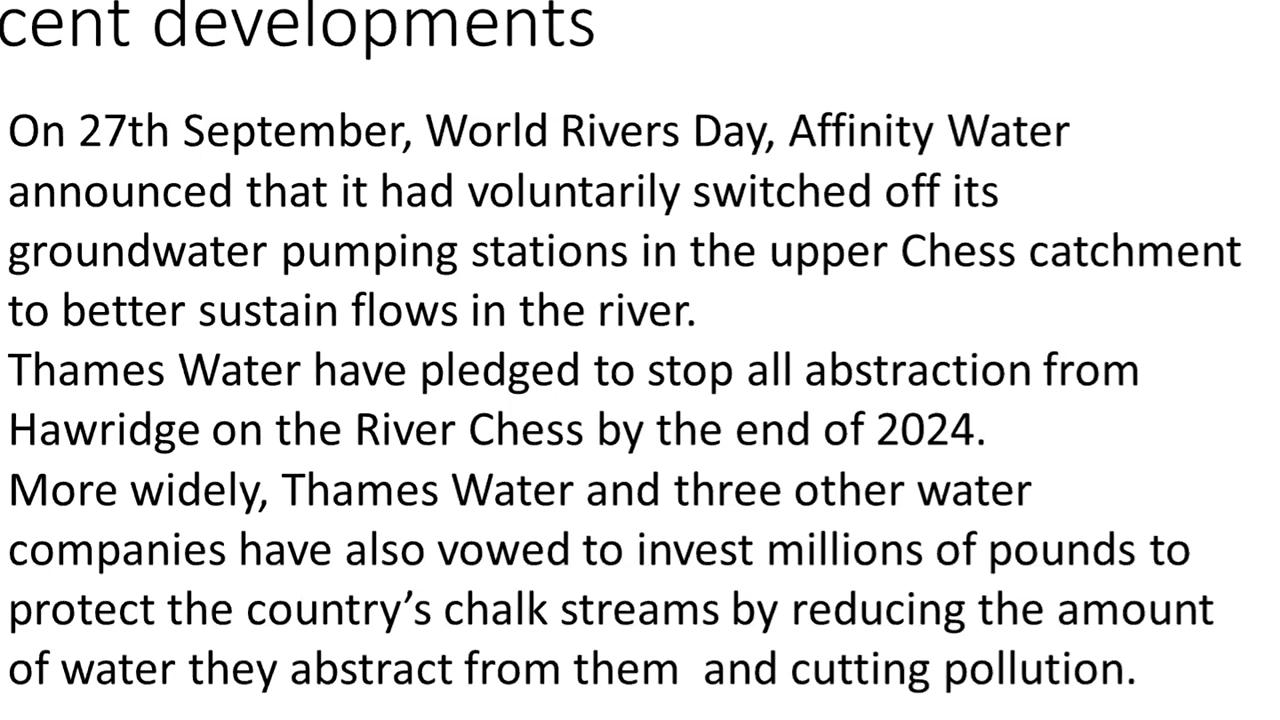 cent developments
On 27th September, World Rivers Day, Affinity Water
announced that it had voluntarily switched off its
groundwater pumping stations in the upper Chess catchment
to better sustain flows in the river.
Thames Water have pledged to stop all abstraction from
Hawridge on the River Chess by the end of 2024.
More widely, Thames Water and three other water
companies have also vowed to invest millions of pounds to
protect the country’s chalk streams by reducing the amount
of water they abstract from them  and cutting pollution.